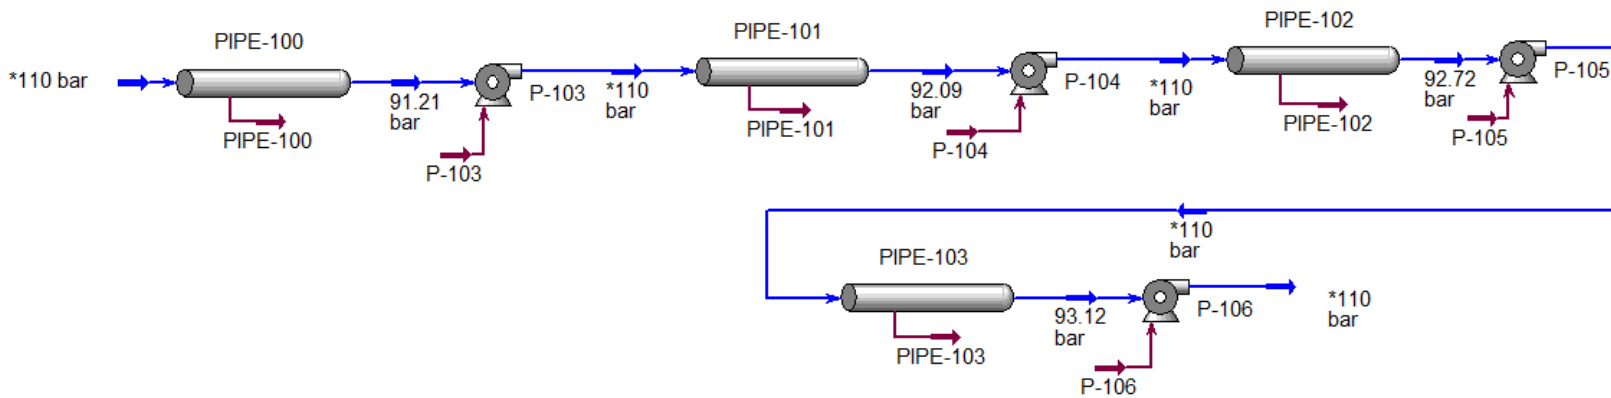 PIPE-100
*110 bar
91.21
bar
PIPE-100
P-103
P-103
*110
bar
PIPE-101
92.09
bar
PIPE-101
P-104
P-104
*110
bar
PIPE-102
92.72
bar
PIPE-102
P-105
P-105
*110
bar
PIPE-103
93.12
bar
PIPE-103
P-106
P-106
*110
bar